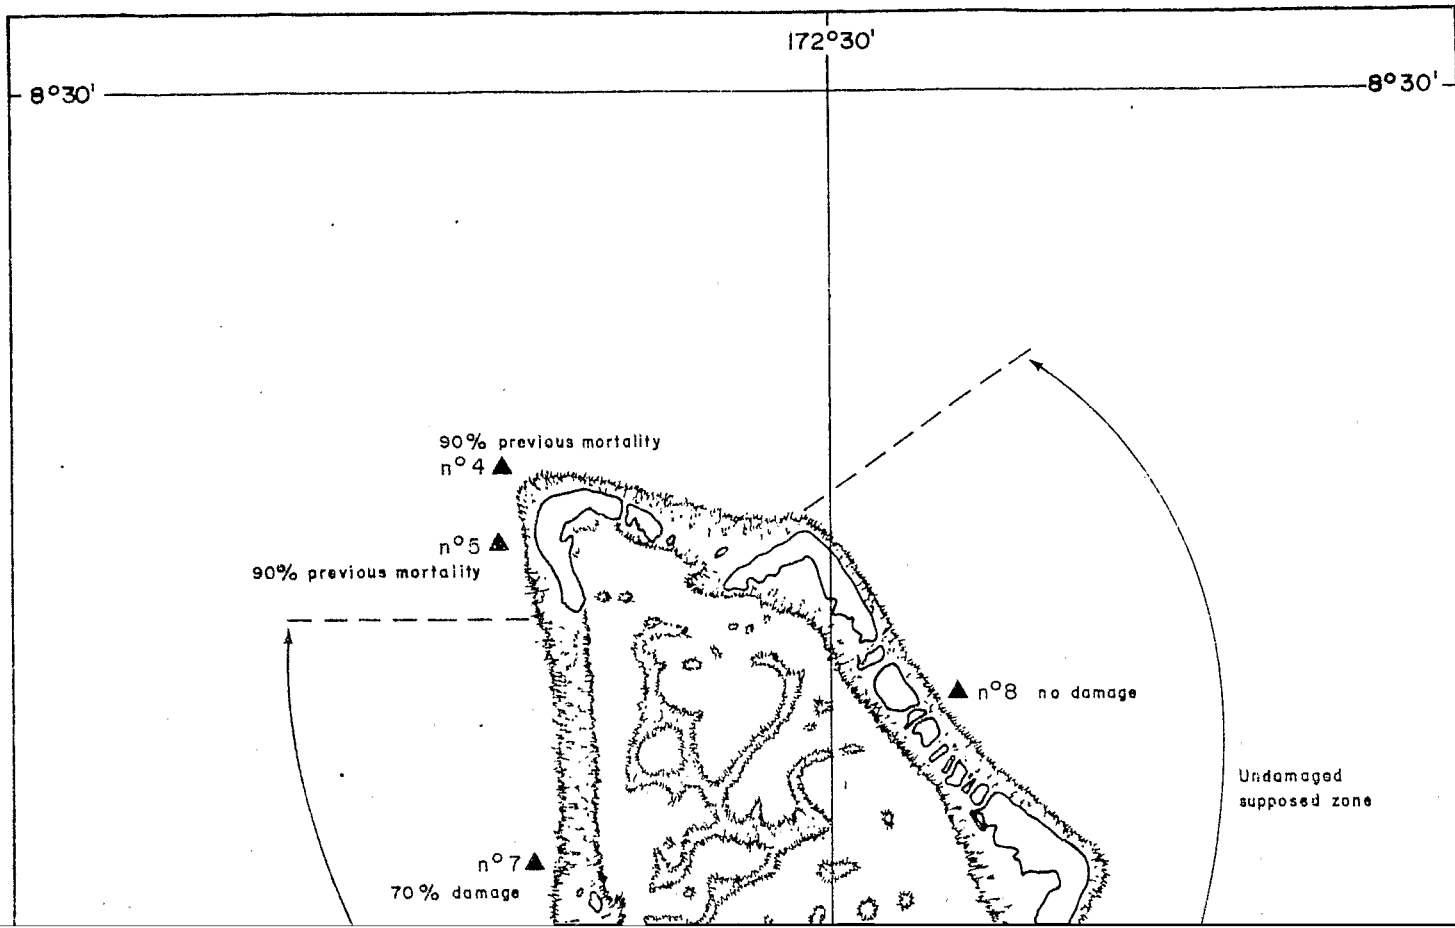 172°30'
8°30'
8°30'
90% previous mortality
n°4
n°5
90% previous mortality
n°8 no damage
Undamaged
supposed zone
n°7
70% damage